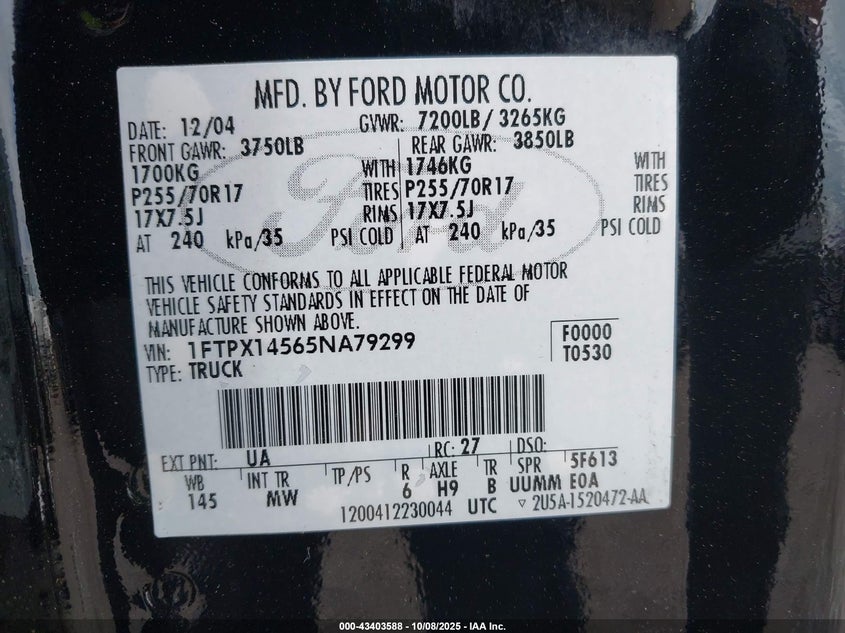 MFD. BY FORD MOTOR CO.
DATE: 12/04 GVWR: 7200LB/ 3265KG
FRONT GAWR: 3750LB REAR GAWR: 3850LB
1700KG WITH 1746KG WITH
P255/70R17 TIRES P255/70R17 TIRES
17X7.5J RIMS 17X7.5J RIMS
AT 240 kPa/35 PSI COLD AT 240 kPa/35 PSI COLD
Ford
THIS VEHICLE CONFORMS TO ALL APPLICABLE FEDERAL MOTOR
VEHICLE SAFETY STANDARDS IN EFFECT ON THE DATE OF
MANUFACTURE SHOWN ABOVE.
VIN: 1FTPX14565NA79299 F0000
TYPE: TRUCK T0530
EXT PNT: UA RC: 27 DSO:
WB INT TR TP/PS R AXLE TR SPR 5F613
145 MW 6 H9 B UUMM EOA
1200412230044 UTC ▿ 2U5A-1520472-AA
000-43403588 - 10/08/2025 - IAA Inc.